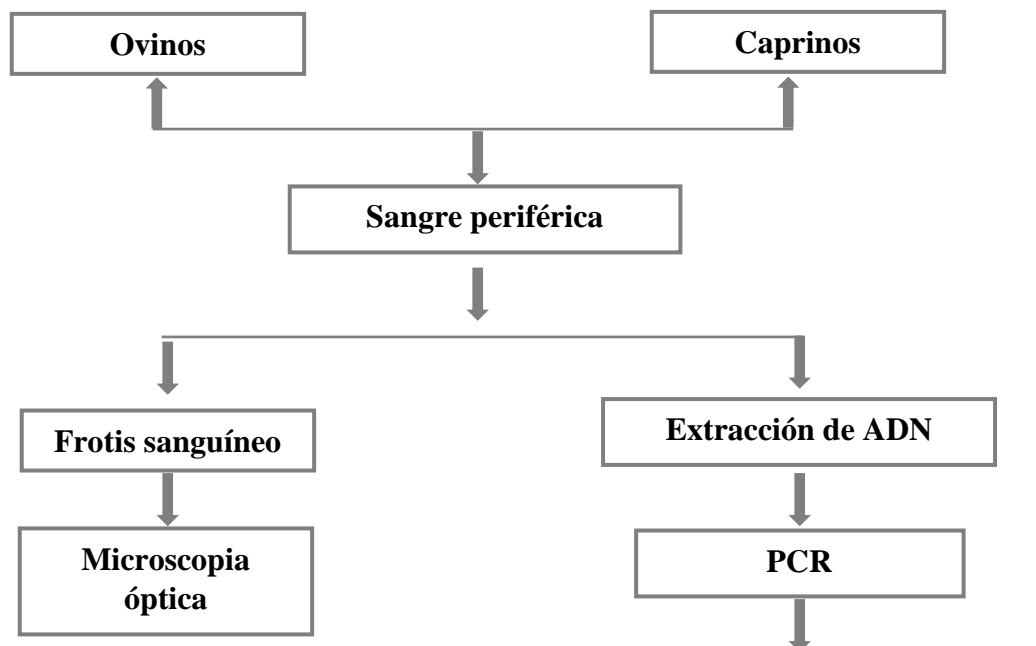 Ovinos
Caprinos
Sangre periférica
Frotis sanguíneo
Extracción de ADN
Microscopia
óptica
PCR